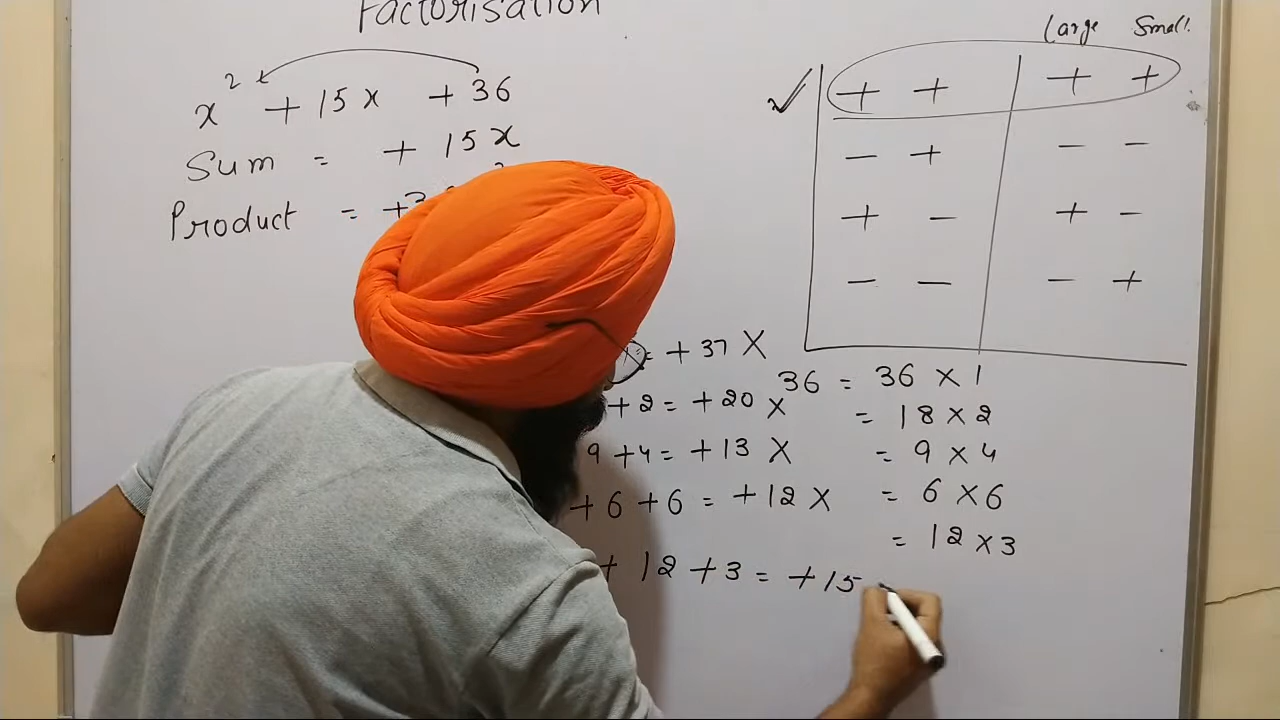 Factorisation
x² + 15x + 36
Sum = + 15x
Product = +3
Large Small
+ + + +
- + - -
+ - + -
- - - +
= + 37 X
+ 2 = + 20 X
9 + 4 = + 13 X
+ 6 + 6 = + 12 X
+ 12 + 3 = + 15
36 = 36 × 1
= 18 × 2
= 9 × 4
= 6 × 6
= 12 × 3